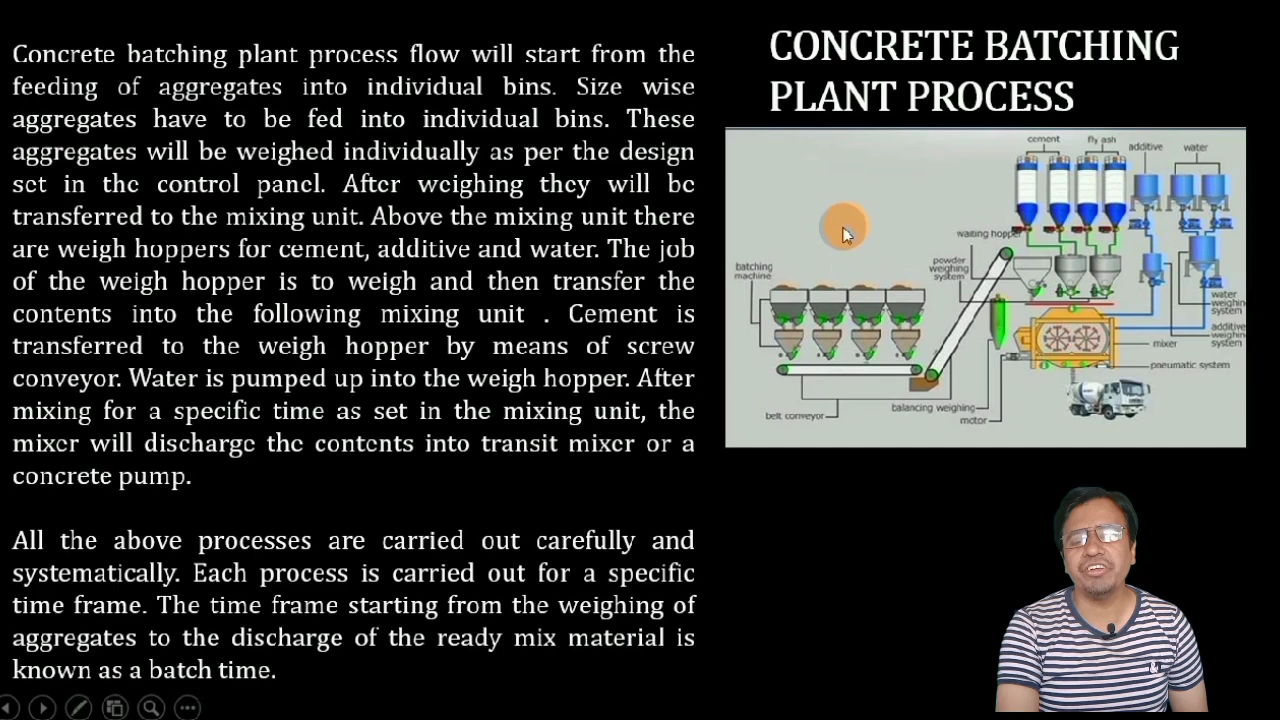 CONCRETE BATCHING
PLANT PROCESS
Concrete batching plant process flow will start from the
feeding of aggregates into individual bins. Size wise
aggregates have to be fed into individual bins. These
aggregates will be weighed individually as per the design
set in the control panel. After weighing they will be
transferred to the mixing unit. Above the mixing unit there
are weigh hoppers for cement, additive and water. The job
of the weigh hopper is to weigh and then transfer the
contents into the following mixing unit . Cement is
transferred to the weigh hopper by means of screw
conveyor. Water is pumped up into the weigh hopper. After
mixing for a specific time as set in the mixing unit, the
mixer will discharge the contents into transit mixer or a
concrete pump.
All the above processes are carried out carefully and
systematically. Each process is carried out for a specific
time frame. The time frame starting from the weighing of
aggregates to the discharge of the ready mix material is
known as a batch time.
cement
fly ash
additive
water
waiting hopper
powder
weighing
system
batching
machine
water
weighin
system
additive
weighing
system
mixer
pneumatic system
balancing weighing
motor
belt conveyor